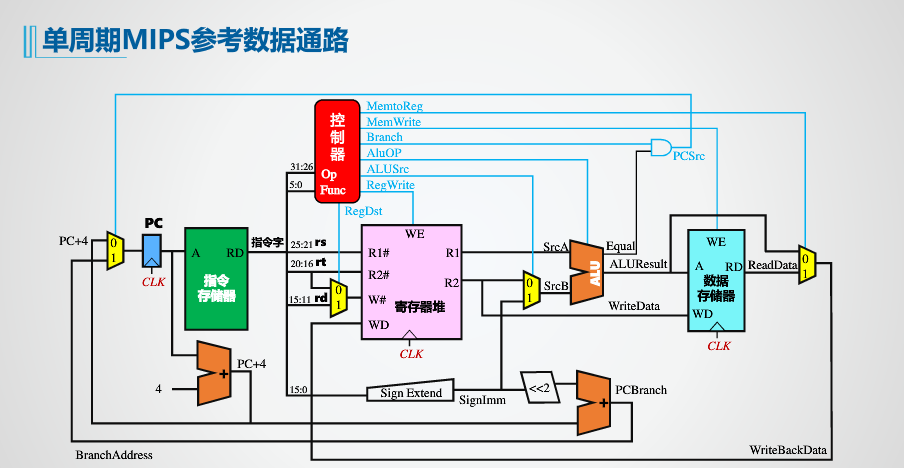 单周期MIPS参考数据通路
控制器
Op
Func
MemtoReg
MemWrite
Branch
AluOP
ALUSrc
RegWrite
RegDst
PCSrc
31:26
5:0
PC+4
0
1
PC
CLK
A
RD
指令
存储器
指令字
25:21 rs
20:16 rt
15:11 rd
0
1
WE
R1#
R2#
W#
WD
R1
R2
寄存器堆
CLK
SrcA
0
1
SrcB
ALU
Equal
ALUResult
WriteData
WE
A
RD
数据
存储器
WD
CLK
ReadData
0
1
PC+4
4
+
15:0
Sign Extend
SignImm
<<2
+
PCBranch
BranchAddress
WriteBackData